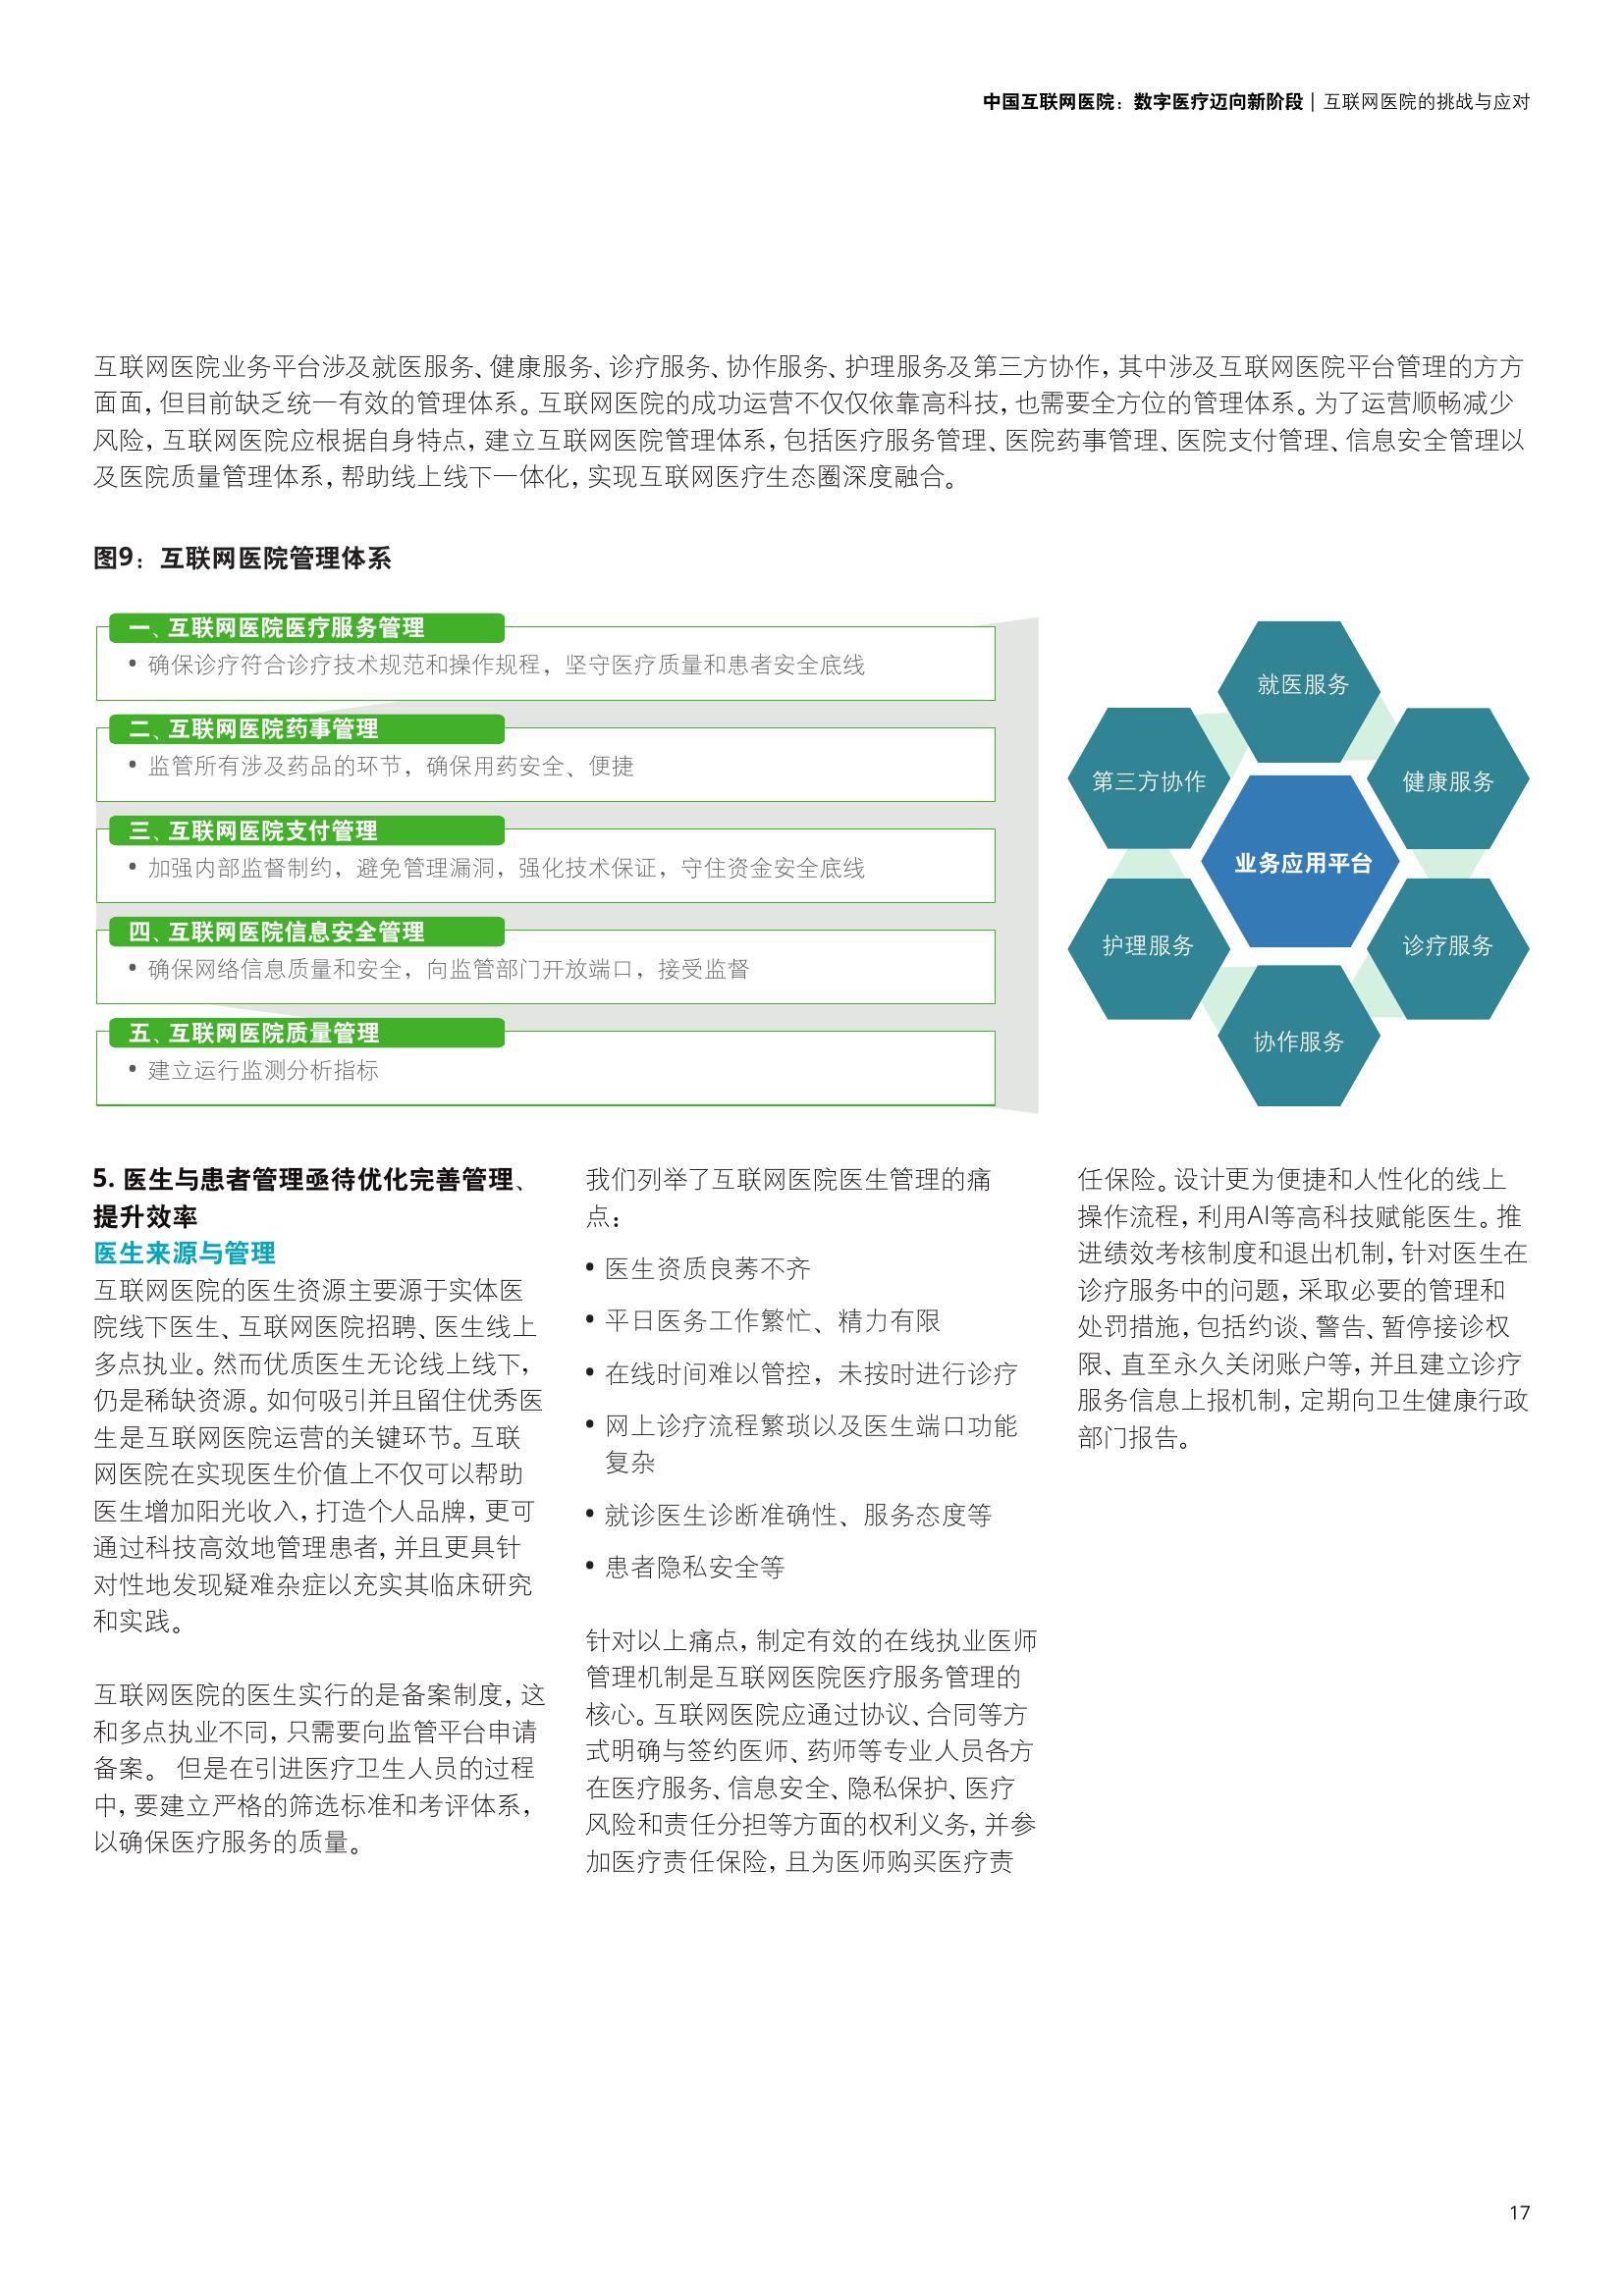 中国互联网医院：数字医疗迈向新阶段 | 互联网医院的挑战与应对
互联网医院业务平台涉及就医服务、健康服务、诊疗服务、协作服务、护理服务及第三方协作，其中涉及互联网医院平台管理的方方
面面，但目前缺乏统一有效的管理体系。互联网医院的成功运营不仅仅依靠高科技，也需要全方位的管理体系。为了运营顺畅减少
风险，互联网医院应根据自身特点，建立互联网医院管理体系，包括医疗服务管理、医院药事管理、医院支付管理、信息安全管理以
及医院质量管理体系，帮助线上线下一体化，实现互联网医疗生态圈深度融合。
图9：互联网医院管理体系
一、互联网医院医疗服务管理
• 确保诊疗符合诊疗技术规范和操作规程，坚守医疗质量和患者安全底线
二、互联网医院药事管理
• 监管所有涉及药品的环节，确保用药安全、便捷
三、互联网医院支付管理
• 加强内部监督制约，避免管理漏洞，强化技术保证，守住资金安全底线
四、互联网医院信息安全管理
• 确保网络信息质量和安全，向监管部门开放端口，接受监督
五、互联网医院质量管理
• 建立运行监测分析指标
就医服务
第三方协作
健康服务
业务应用平台
护理服务
诊疗服务
协作服务
5. 医生与患者管理亟待优化完善管理、
提升效率
医生来源与管理
互联网医院的医生资源主要源于实体医
院线下医生、互联网医院招聘、医生线上
多点执业。然而优质医生无论线上线下，
仍是稀缺资源。如何吸引并且留住优秀医
生是互联网医院运营的关键环节。互联
网医院在实现医生价值上不仅可以帮助
医生增加阳光收入，打造个人品牌，更可
通过科技高效地管理患者，并且更具针
对性地发现疑难杂症以充实其临床研究
和实践。
互联网医院的医生实行的是备案制度，这
和多点执业不同，只需要向监管平台申请
备案。 但是在引进医疗卫生人员的过程
中，要建立严格的筛选标准和考评体系，
以确保医疗服务的质量。
我们列举了互联网医院医生管理的痛
点：
• 医生资质良莠不齐
• 平日医务工作繁忙、精力有限
• 在线时间难以管控，未按时进行诊疗
• 网上诊疗流程繁琐以及医生端口功能
复杂
• 就诊医生诊断准确性、服务态度等
• 患者隐私安全等
针对以上痛点，制定有效的在线执业医师
管理机制是互联网医院医疗服务管理的
核心。互联网医院应通过协议、合同等方
式明确与签约医师、药师等专业人员各方
在医疗服务、信息安全、隐私保护、医疗
风险和责任分担等方面的权利义务，并参
加医疗责任保险，且为医师购买医疗责
任保险。设计更为便捷和人性化的线上
操作流程，利用AI等高科技赋能医生。推
进绩效考核制度和退出机制，针对医生在
诊疗服务中的问题，采取必要的管理和
处罚措施，包括约谈、警告、暂停接诊权
限、直至永久关闭账户等，并且建立诊疗
服务信息上报机制，定期向卫生健康行政
部门报告。
17